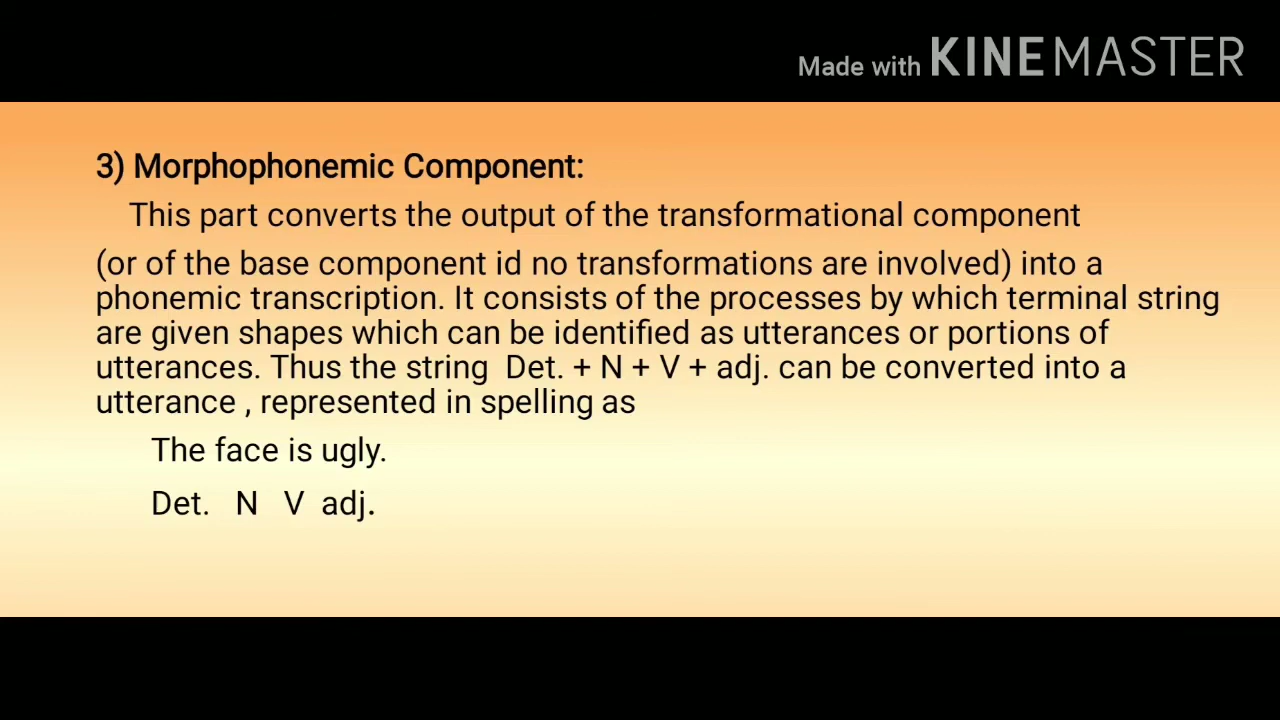 Made with KINEMASTER
3) Morphophonemic Component:
This part converts the output of the transformational component
(or of the base component id no transformations are involved) into a
phonemic transcription. It consists of the processes by which terminal string
are given shapes which can be identified as utterances or portions of
utterances. Thus the string Det. + N + V + adj. can be converted into a
utterance , represented in spelling as
The face is ugly.
Det. N V adj.